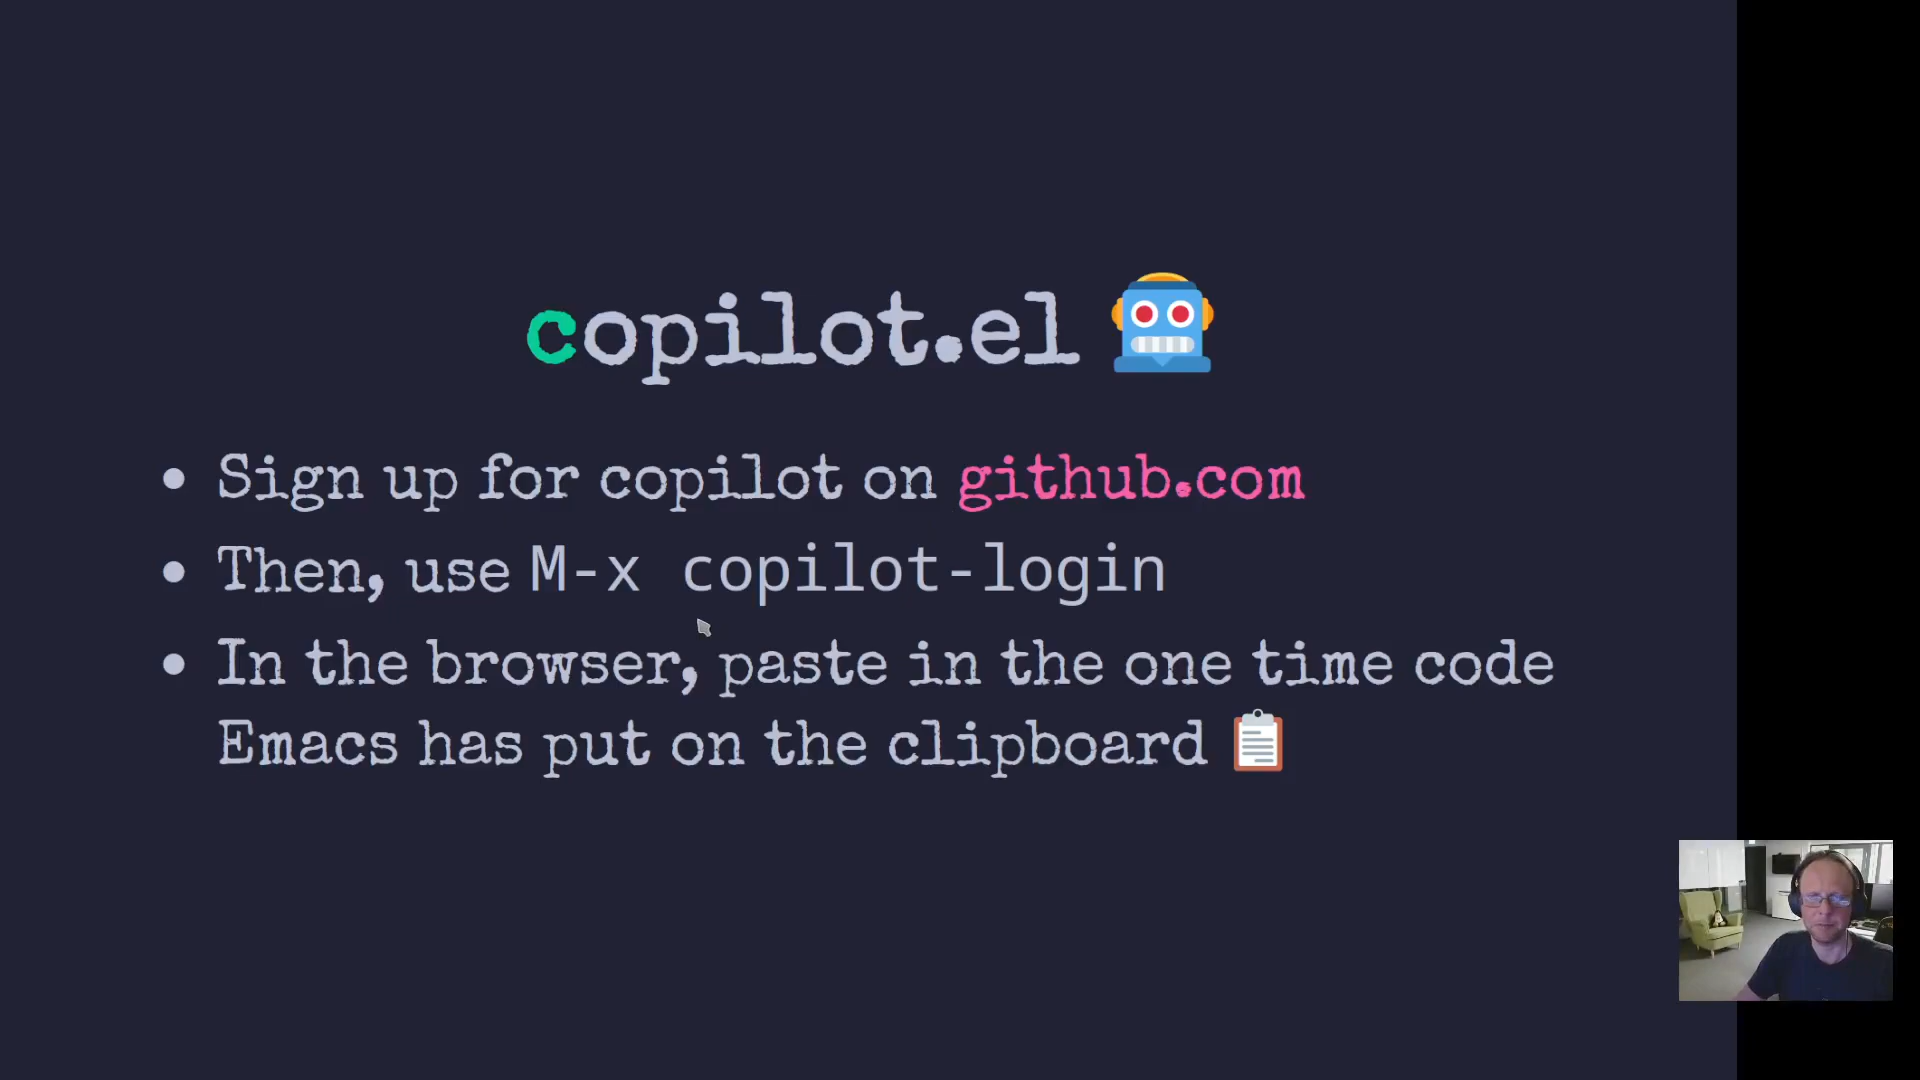 copilot.el
Sign up for copilot on github.com
Then, use M-x copilot-login
In the browser, paste in the one time code
Emacs has put on the clipboard